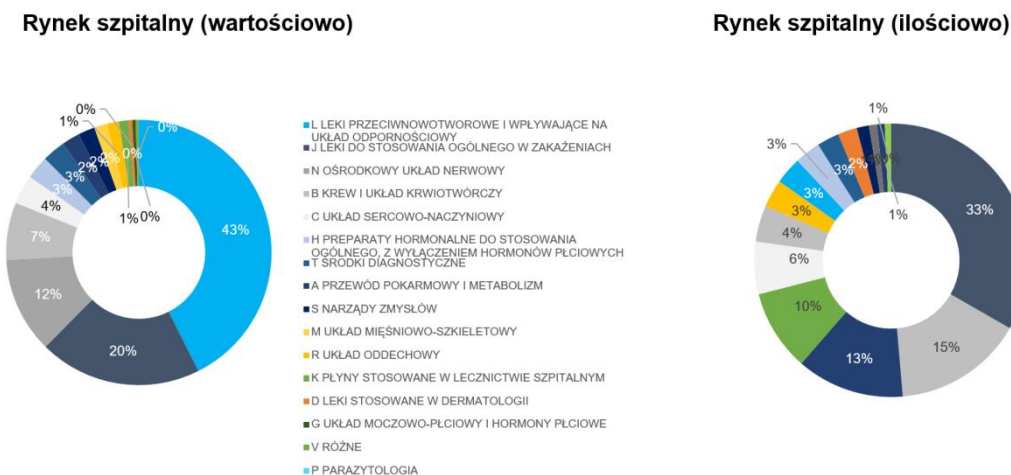 Rynek szpitalny (wartościowo)
Rynek szpitalny (ilościowo)
0%
1%
0%
2%
2%
2%
0%
3%
3%
4%
7%
12%
20%
43%
1%
0%
L LEKI PRZECIWNOWOTWOROWE I WPŁYWAJĄCE NA
UKŁAD ODPORNOŚCIOWY
J LEKI DO STOSOWANIA OGÓLNEGO W ZAKAŻENIACH
N OŚRODKOWY UKŁAD NERWOWY
B KREW I UKŁAD KRWIOTWÓRCZY
C UKŁAD SERCOWO-NACZYNIOWY
H PREPARATY HORMONALNE DO STOSOWANIA
OGÓLNEGO, Z WYŁĄCZENIEM HORMONÓW PŁCIOWYCH
T ŚRODKI DIAGNOSTYCZNE
A PRZEWÓD POKARMOWY I METABOLIZM
S NARZĄDY ZMYSŁÓW
M UKŁAD MIĘŚNIOWO-SZKIELETOWY
R UKŁAD ODDECHOWY
K PŁYNY STOSOWANE W LECZNICTWIE SZPITALNYM
D LEKI STOSOWANE W DERMATOLOGII
G UKŁAD MOCZOWO-PŁCIOWY I HORMONY PŁCIOWE
V RÓŻNE
P PARAZYTOLOGIA
1%
3%
3%
2%
3%
3%
4%
6%
10%
13%
15%
33%
1%